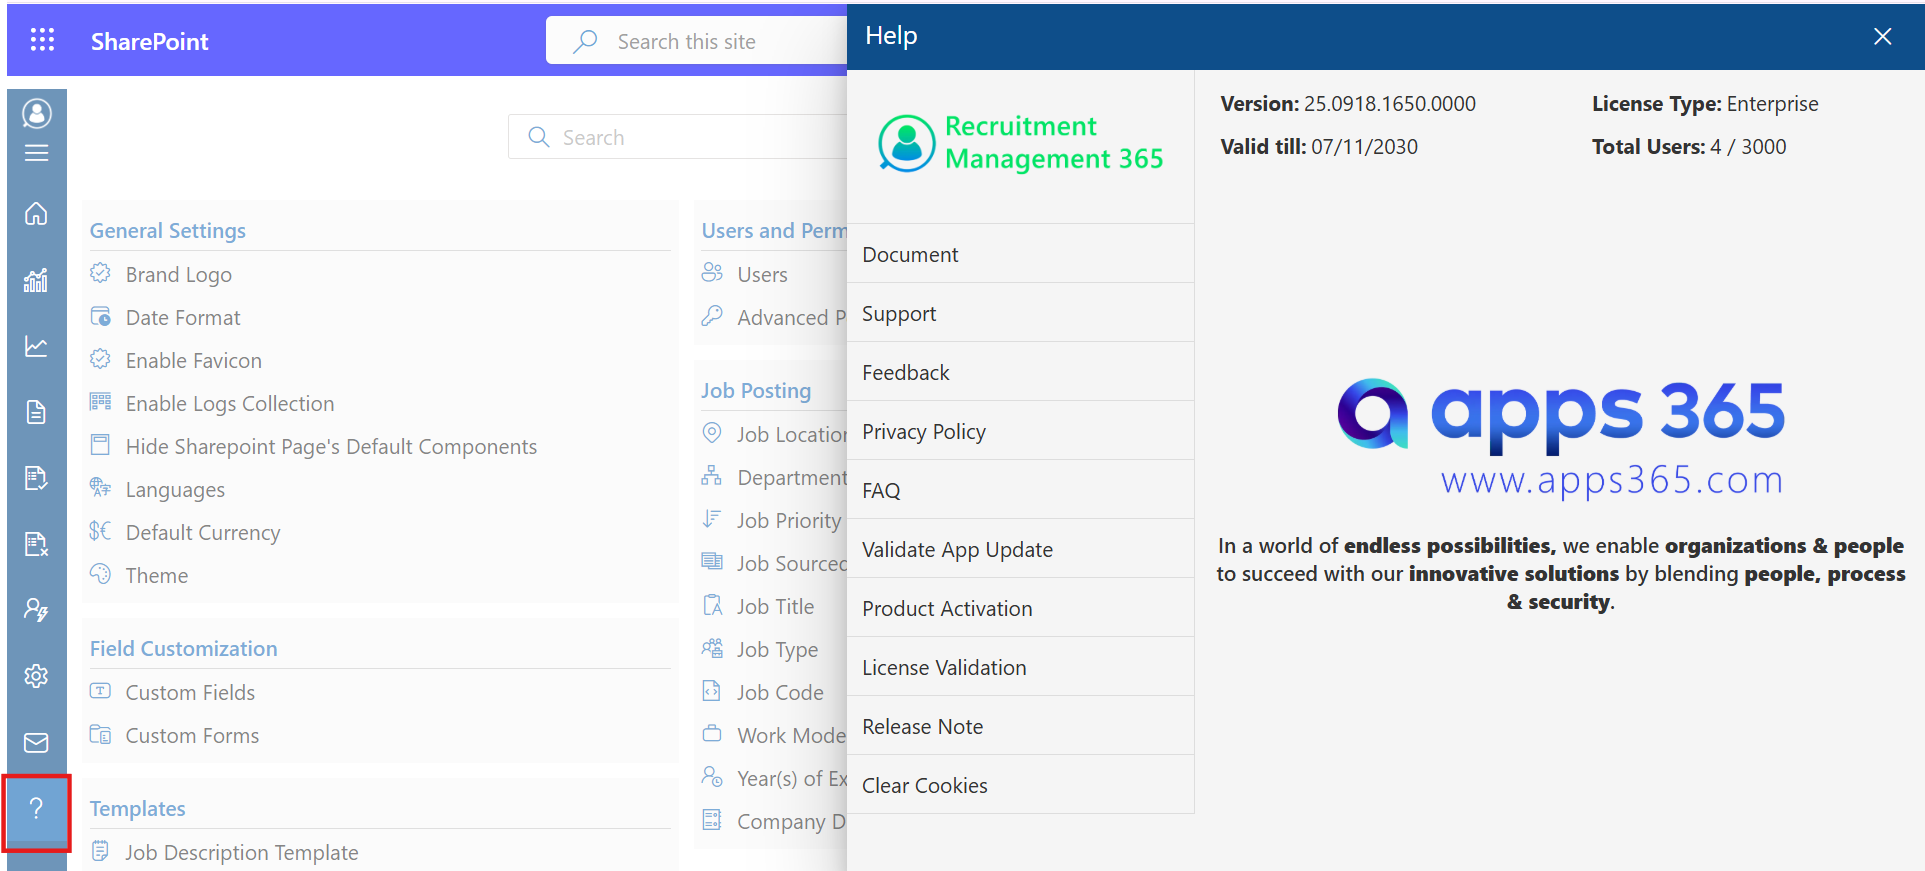 SharePoint
Search this site
Help
Search
General Settings
Brand Logo
Date Format
Enable Favicon
Enable Logs Collection
Hide Sharepoint Page's Default Components
Languages
Default Currency
Theme
Field Customization
Custom Fields
Custom Forms
Templates
Job Description Template
Users and Perm
Users
Advanced P
Job Posting
Job Location
Department
Job Priority
Job Sourced
Job Title
Job Type
Job Code
Work Mode
Year(s) of Ex
Company D
?
Recruitment
Management 365
Document
Support
Feedback
Privacy Policy
FAQ
Validate App Update
Product Activation
License Validation
Release Note
Clear Cookies
Version: 25.0918.1650.0000
License Type: Enterprise
Valid till: 07/11/2030
Total Users: 4 / 3000
apps 365
www.apps365.com
In a world of endless possibilities, we enable organizations & people
to succeed with our innovative solutions by blending people, process
& security.